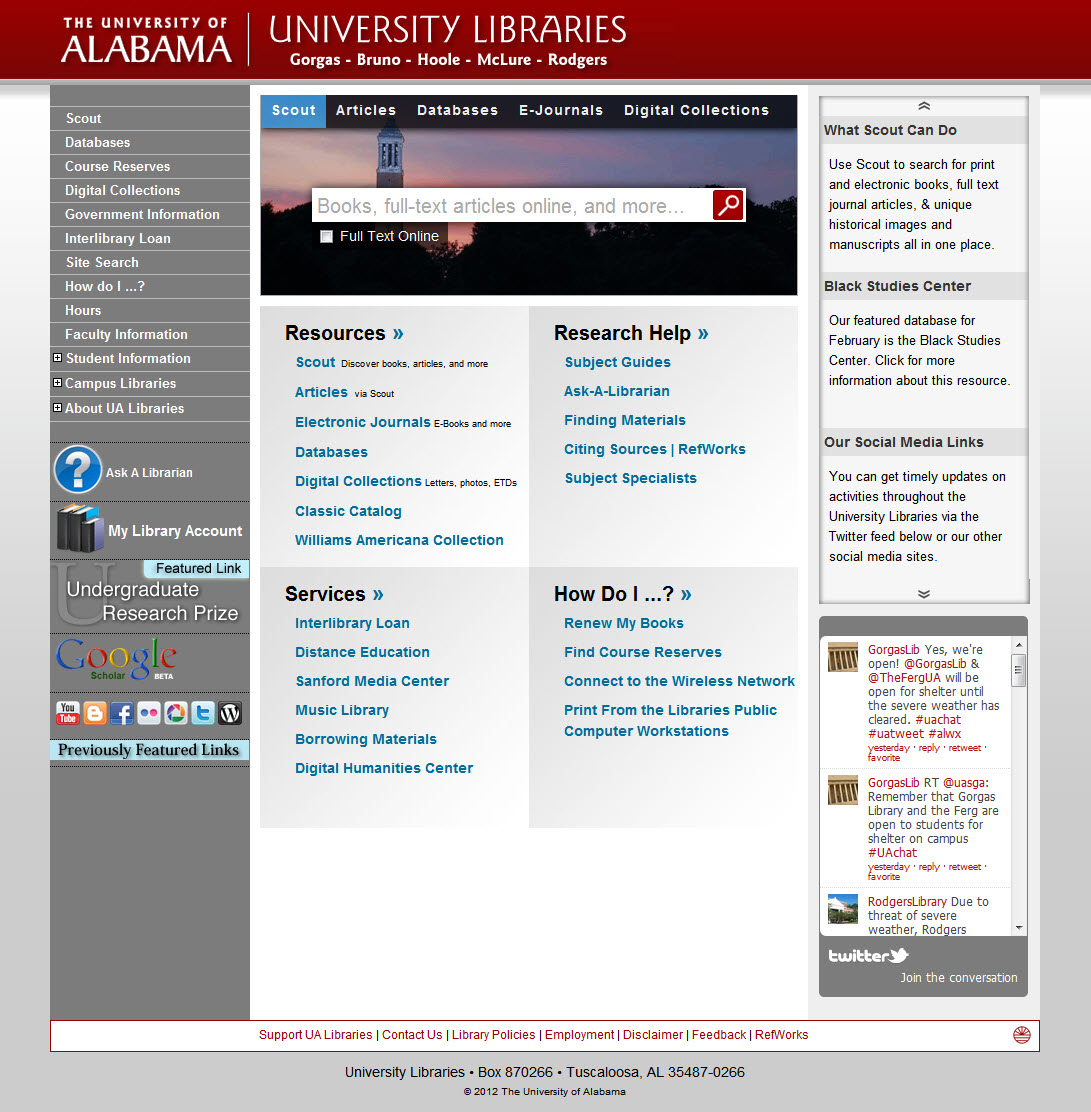 THE UNIVERSITY OF
ALABAMA
UNIVERSITY LIBRARIES
Gorgas - Bruno - Hoole - McLure - Rodgers
Scout
Databases
Course Reserves
Digital Collections
Government Information
Interlibrary Loan
Site Search
How do I ...?
Hours
Faculty Information
Student Information
Campus Libraries
About UA Libraries
Ask A Librarian
My Library Account
Featured Link
Undergraduate
Research Prize
Google
Scholar BETA
You
Tube
Previously Featured Links
Scout Articles Databases E-Journals Digital Collections
Books, full-text articles online, and more...
Full Text Online
Resources »
Scout Discover books, articles, and more
Articles via Scout
Electronic Journals E-Books and more
Databases
Digital Collections Letters, photos, ETDs
Classic Catalog
Williams Americana Collection
Research Help »
Subject Guides
Ask-A-Librarian
Finding Materials
Citing Sources | RefWorks
Subject Specialists
Services »
Interlibrary Loan
Distance Education
Sanford Media Center
Music Library
Borrowing Materials
Digital Humanities Center
How Do I ...? »
Renew My Books
Find Course Reserves
Connect to the Wireless Network
Print From the Libraries Public
Computer Workstations
What Scout Can Do
Use Scout to search for print
and electronic books, full text
journal articles, & unique
historical images and
manuscripts all in one place.
Black Studies Center
Our featured database for
February is the Black Studies
Center. Click for more
information about this resource.
Our Social Media Links
You can get timely updates on
activities throughout the
University Libraries via the
Twitter feed below or our other
social media sites.
GorgasLib Yes, we're
open! @GorgasLib &
@TheFergUA will be
open for shelter until
the severe weather has
cleared. #uachat
#uatweet #alwx
yesterday · reply · retweet ·
favorite
GorgasLib RT @uasga:
Remember that Gorgas
Library and the Ferg are
open to students for
shelter on campus
#UAchat
yesterday · reply · retweet ·
favorite
RodgersLibrary Due to
threat of severe
weather, Rodgers
twitter
Join the conversation
Support UA Libraries | Contact Us | Library Policies | Employment | Disclaimer | Feedback | RefWorks
University Libraries • Box 870266 • Tuscaloosa, AL 35487-0266
© 2012 The University of Alabama